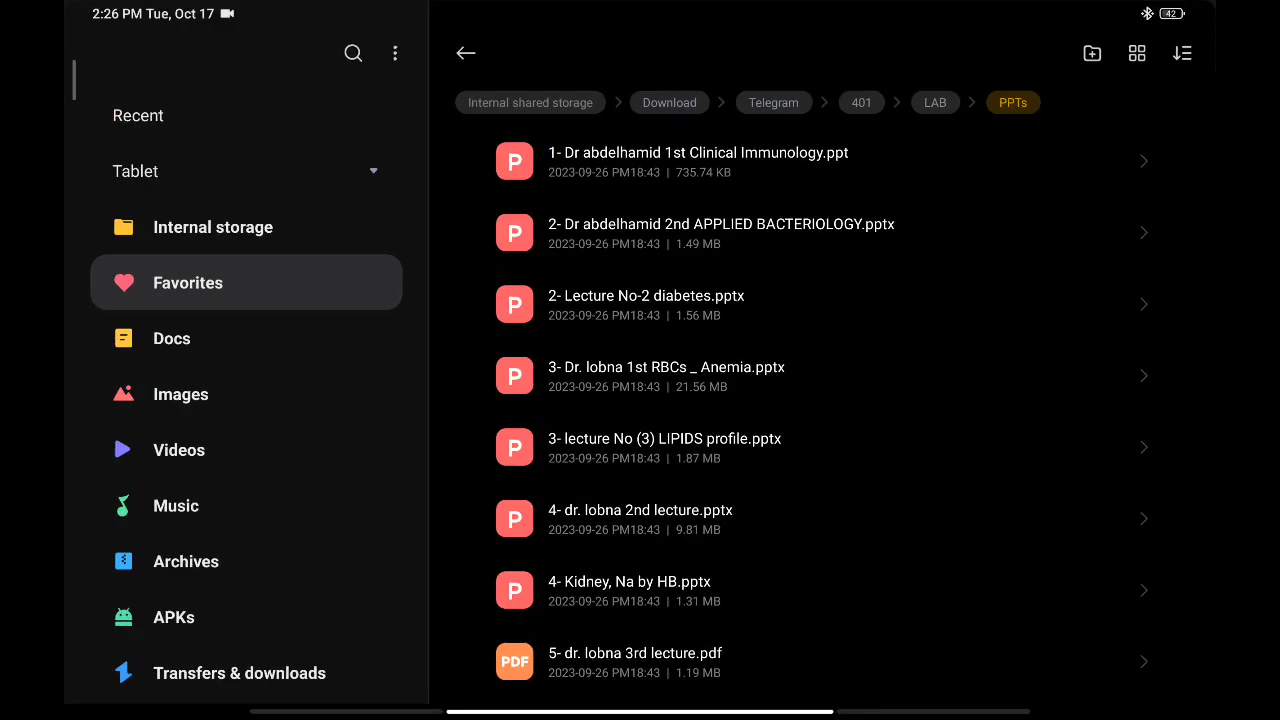 2:26 PM Tue, Oct 17
42
Recent
Tablet
Internal storage
Favorites
Docs
Images
Videos
Music
Archives
APKs
Transfers & downloads
Internal shared storage
Download
Telegram
401
LAB
PPTs
P
1- Dr abdelhamid 1st Clinical Immunology.ppt
2023-09-26 PM18:43 | 735.74 KB
P
2- Dr abdelhamid 2nd APPLIED BACTERIOLOGY.pptx
2023-09-26 PM18:43 | 1.49 MB
P
2- Lecture No-2 diabetes.pptx
2023-09-26 PM18:43 | 1.56 MB
P
3- Dr. lobna 1st RBCs _ Anemia.pptx
2023-09-26 PM18:43 | 21.56 MB
P
3- lecture No (3) LIPIDS profile.pptx
2023-09-26 PM18:43 | 1.87 MB
P
4- dr. lobna 2nd lecture.pptx
2023-09-26 PM18:43 | 9.81 MB
P
4- Kidney, Na by HB.pptx
2023-09-26 PM18:43 | 1.31 MB
PDF
5- dr. lobna 3rd lecture.pdf
2023-09-26 PM18:43 | 1.19 MB